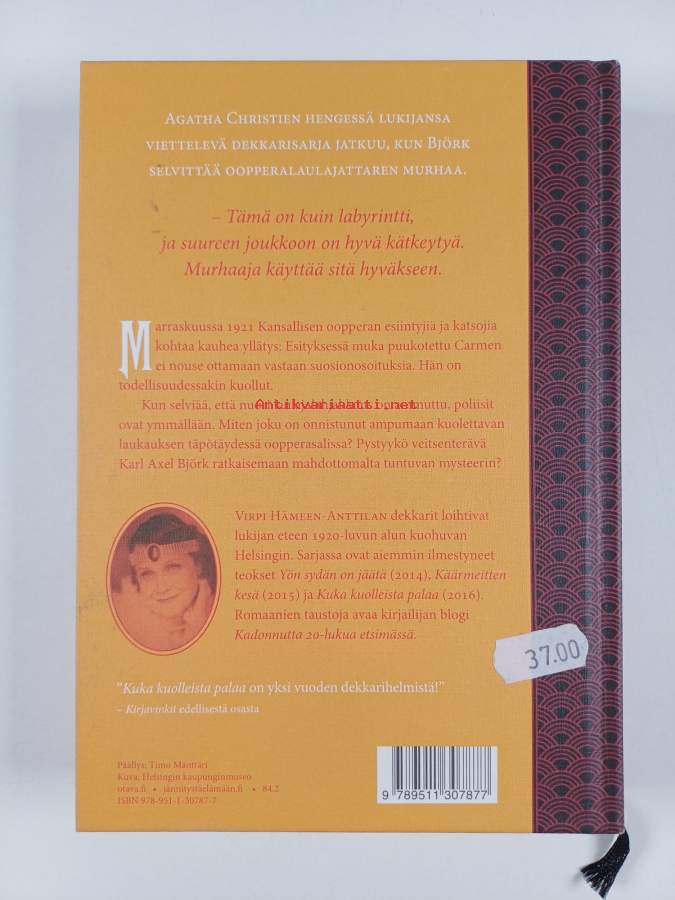 Agatha Christien hengessä lukijansa
viettelevä dekkarisarja jatkuu, kun Björk
selvittää oopperalaulajattaren murhaa.
– Tämä on kuin labyrintti,
ja suureen joukkoon on hyvä kätkeytyä.
Murhaaja käyttää sitä hyväkseen.
Marraskuussa 1921 Kansallisen oopperan esiintyjiä ja katsojia
kohtaa kauhea yllätys: Esityksessä muka puukotettu Carmen
ei nouse ottamaan vastaan suosionosoituksia. Hän on
todellisuudessakin kuollut.
Kun selviää, että ammuttu, poliisit
Antikvariaatti.net
ovat ymmällään. Miten joku on onnistunut ampumaan kuolettavan
laukauksen täpötäydessä oopperasalissa? Pystyykö veitsenterävä
Karl Axel Björk ratkaisemaan mahdottomalta tuntuvan mysteerin?
Virpi Hämeen-Anttilan dekkarit loihtivat
lukijan eteen 1920-luvun alun kuohuvan
Helsingin. Sarjassa ovat aiemmin ilmestyneet
teokset Yön sydän on jäätä (2014), Käärmeitten
kesä (2015) ja Kuka kuolleista palaa (2016).
Romaanien taustoja avaa kirjailijan blogi
Kadonnutta 20-lukua etsimässä.
37.00
"Kuka kuolleista palaa on yksi vuoden dekkarihelmistä!"
– Kirjavinkit edellisestä osasta
Päällys: Timo Mänttäri
Kuva: Helsingin kaupunginmuseo
otava.fi • jännitystäelämään.fi • 84.2
ISBN 978-951-1-30787-7
9 789511 307877